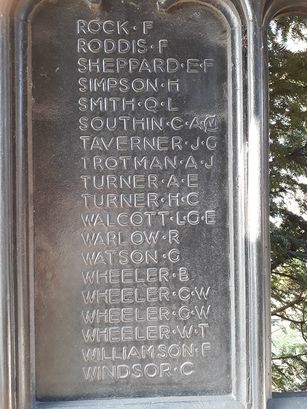 ROCK·F
RODDIS·F
SHEPPARD·E·F
SIMPSON·H
SMITH·Q·L
SOUTHIN·C·A·W
TAVERNER·J·G
TROTMAN·A·J
TURNER·A·E
TURNER·H·C
WALCOTT·L·G·E
WARLOW·R
WATSON·G
WHEELER·B
WHEELER·C·W
WHEELER·G·W
WHEELER·W·T
WILLIAMSON·F
WINDSOR·C